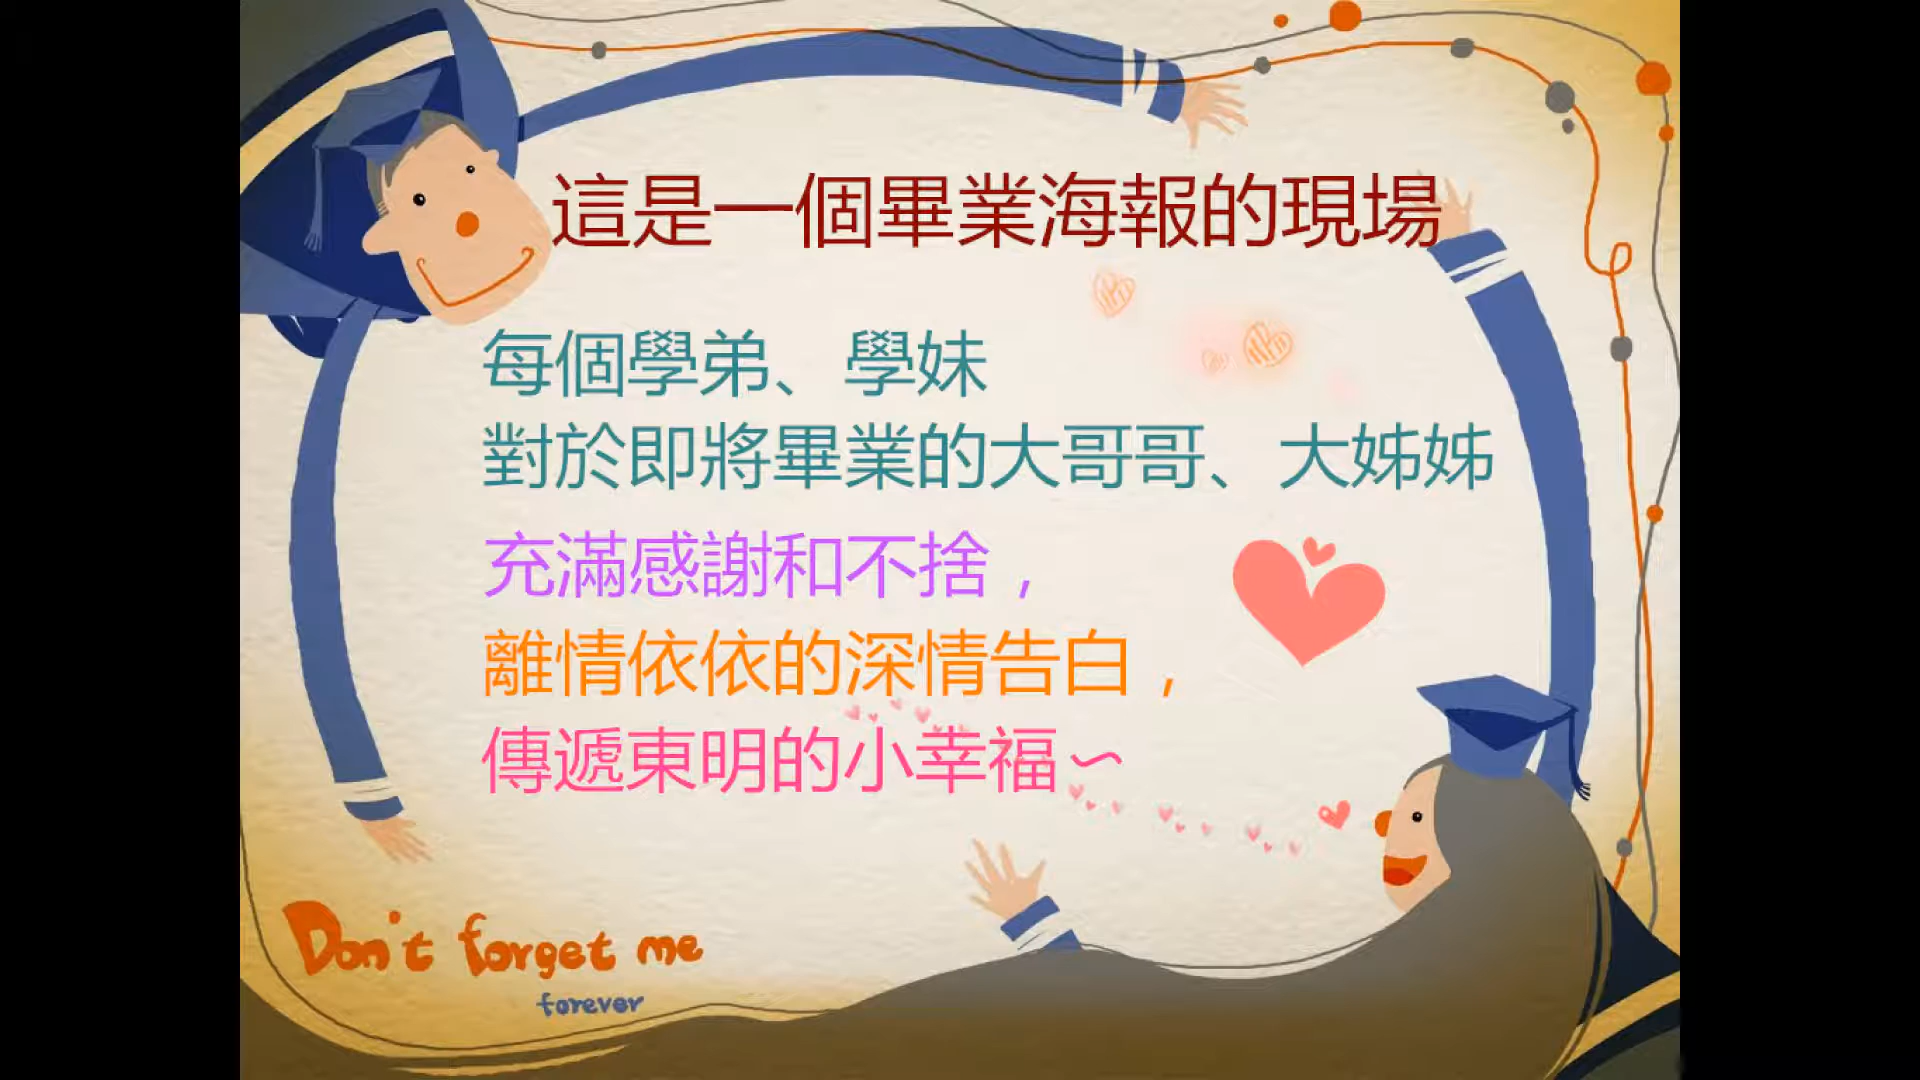 這是一個畢業海報的現場
每個學弟、學妹
對於即將畢業的大哥哥、大姊姊
充滿感謝和不捨，
離情依依的深情告白，
傳遞東明的小幸福～
Don't forget me
forever